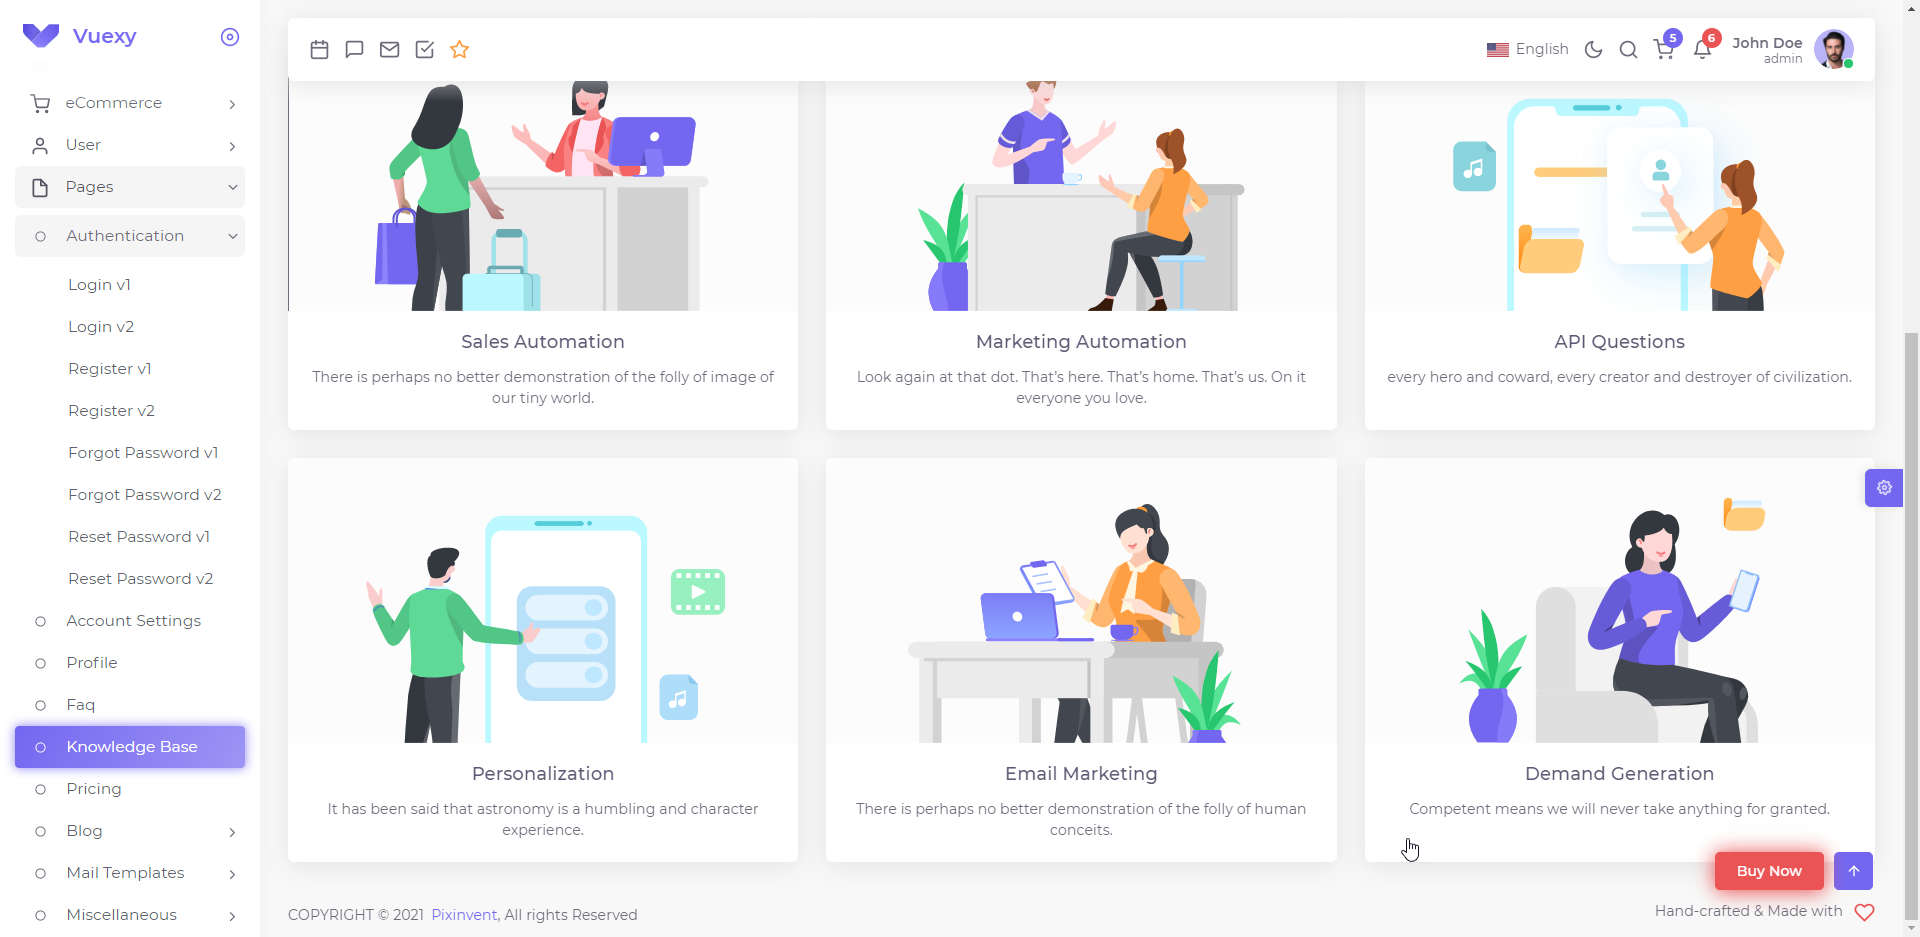 Vuexy
eCommerce
User
Pages
Authentication
Login v1
Login v2
Register v1
Register v2
Forgot Password v1
Forgot Password v2
Reset Password v1
Reset Password v2
Account Settings
Profile
Faq
Knowledge Base
Pricing
Blog
Mail Templates
Miscellaneous
English
5
6
John Doe
admin
Sales Automation
There is perhaps no better demonstration of the folly of image of
our tiny world.
Marketing Automation
Look again at that dot. That’s here. That’s home. That’s us. On it
everyone you love.
API Questions
every hero and coward, every creator and destroyer of civilization.
Personalization
It has been said that astronomy is a humbling and character
experience.
Email Marketing
There is perhaps no better demonstration of the folly of human
conceits.
Demand Generation
Competent means we will never take anything for granted.
Buy Now
COPYRIGHT © 2021 Pixinvent, All rights Reserved
Hand-crafted & Made with